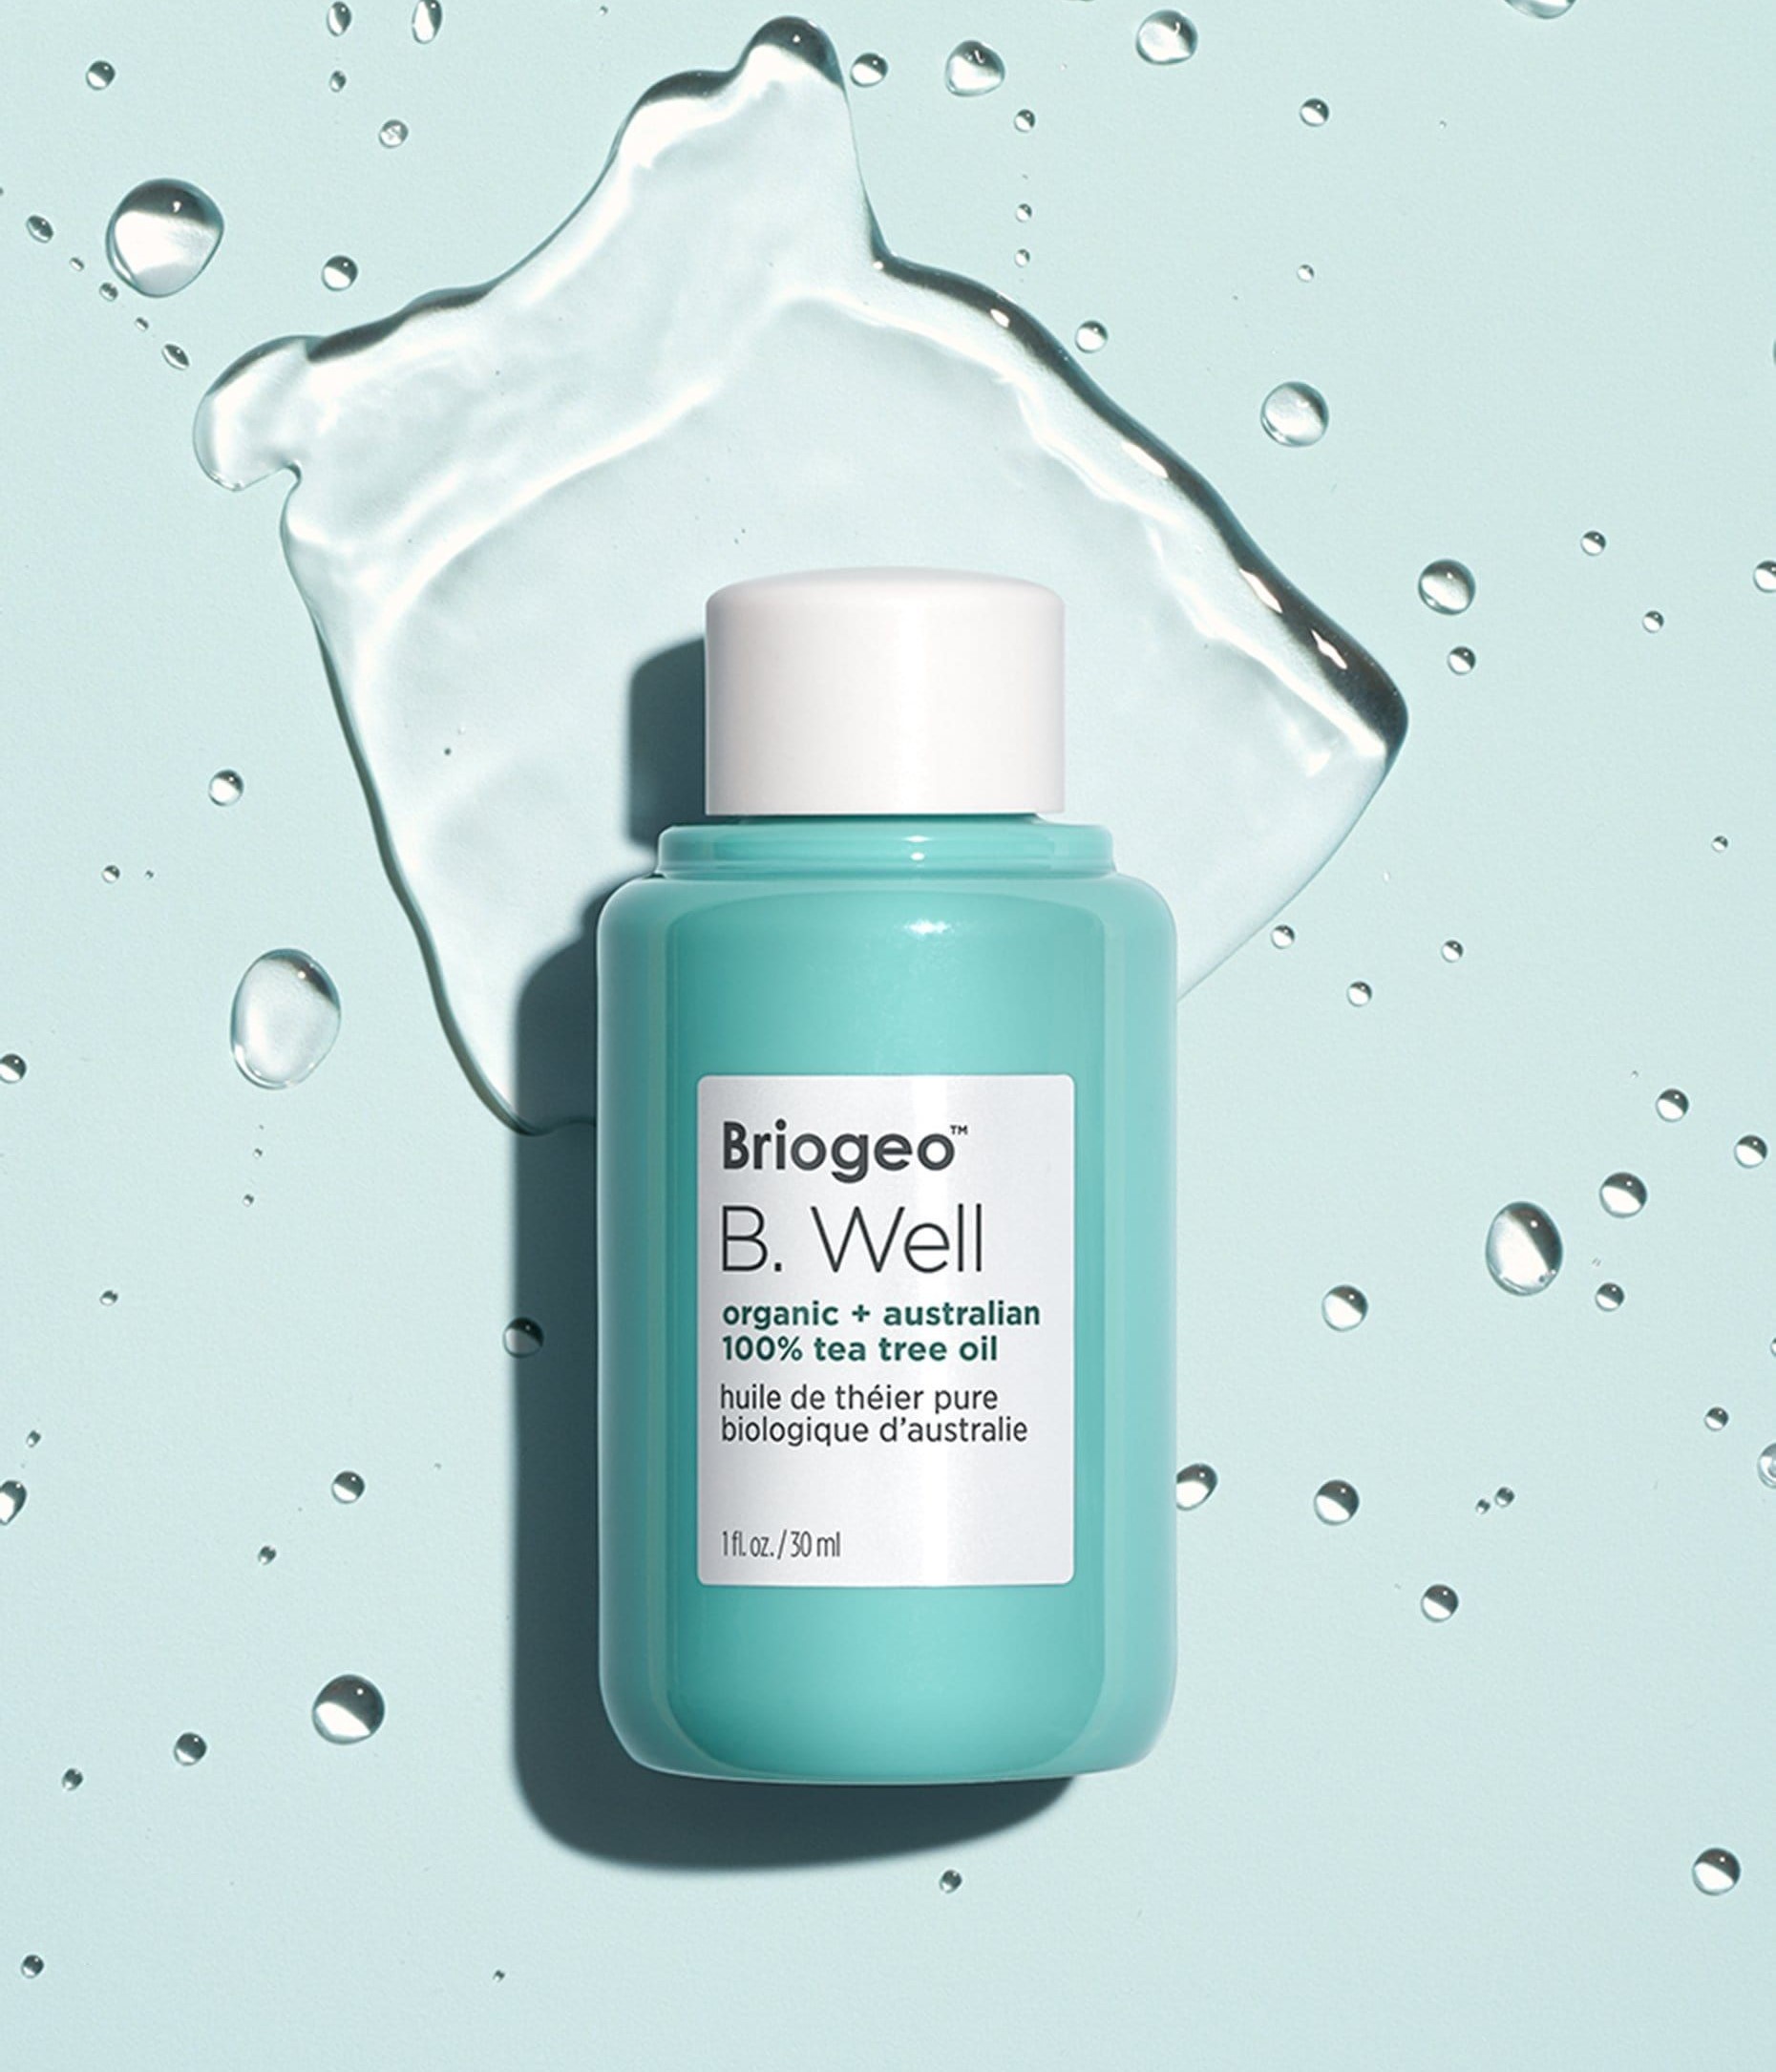 Briogeo™
B. Well
organic + australian
100% tea tree oil
huile de théier pure
biologique d'australie
1 fl. oz. / 30 ml